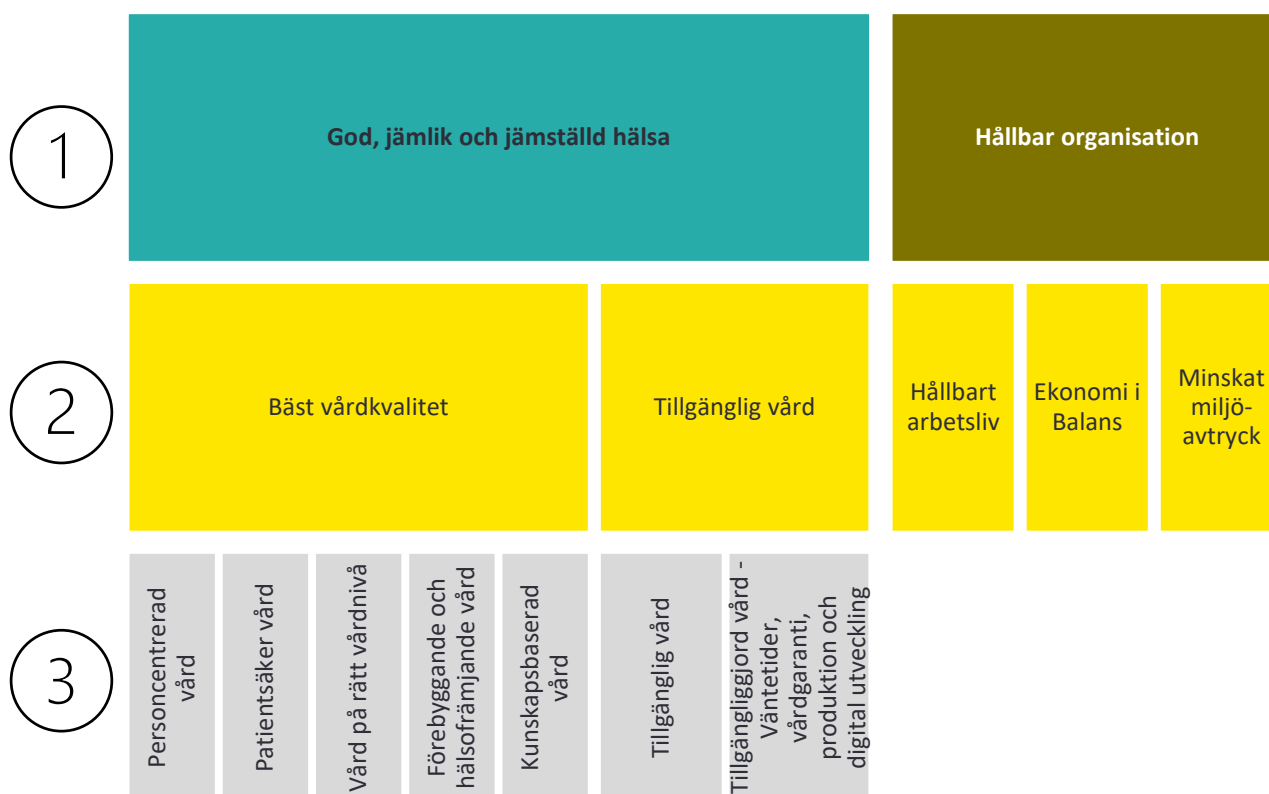 1
God, jämlik och jämställd hälsa
Hållbar organisation
2
Bäst vårdkvalitet
Tillgänglig vård
Hållbart
arbetsliv
Ekonomi i
Balans
Minskat
miljö-
avtryck
3
Personcentrerad
vård
Patientsäker vård
Vård på rätt vårdnivå
Förebyggande och
hälsofrämjande vård
Kunskapsbaserad
vård
Tillgänglig vård
Tillgängliggjord vård -
Väntetider,
vårdgaranti,
produktion och
digital utveckling